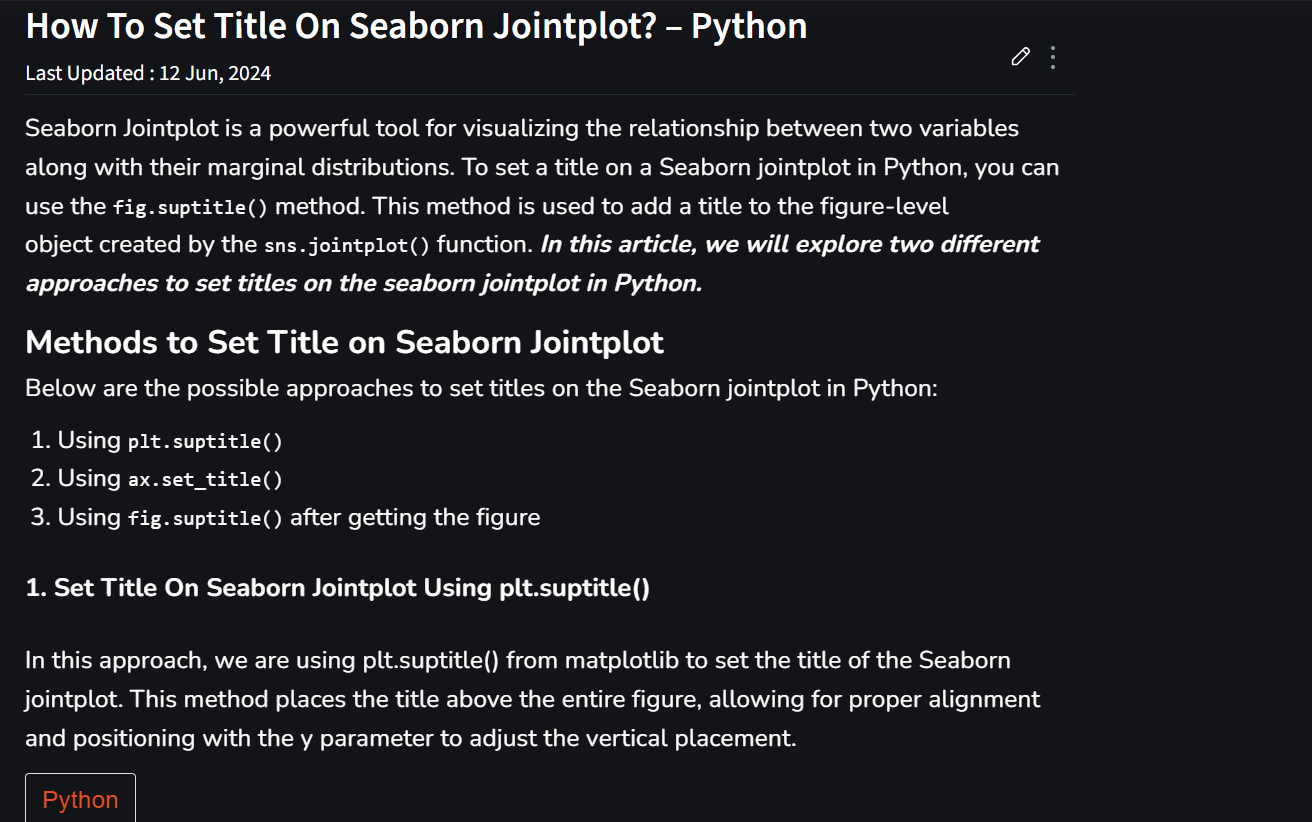 How To Set Title On Seaborn Jointplot? – Python
Last Updated : 12 Jun, 2024
Seaborn Jointplot is a powerful tool for visualizing the relationship between two variables
along with their marginal distributions. To set a title on a Seaborn jointplot in Python, you can
use the fig.suptitle() method. This method is used to add a title to the figure-level
object created by the sns.jointplot() function. In this article, we will explore two different
approaches to set titles on the seaborn jointplot in Python.
Methods to Set Title on Seaborn Jointplot
Below are the possible approaches to set titles on the Seaborn jointplot in Python:
1. Using plt.suptitle()
2. Using ax.set_title()
3. Using fig.suptitle() after getting the figure
1. Set Title On Seaborn Jointplot Using plt.suptitle()
In this approach, we are using plt.suptitle() from matplotlib to set the title of the Seaborn
jointplot. This method places the title above the entire figure, allowing for proper alignment
and positioning with the y parameter to adjust the vertical placement.
Python